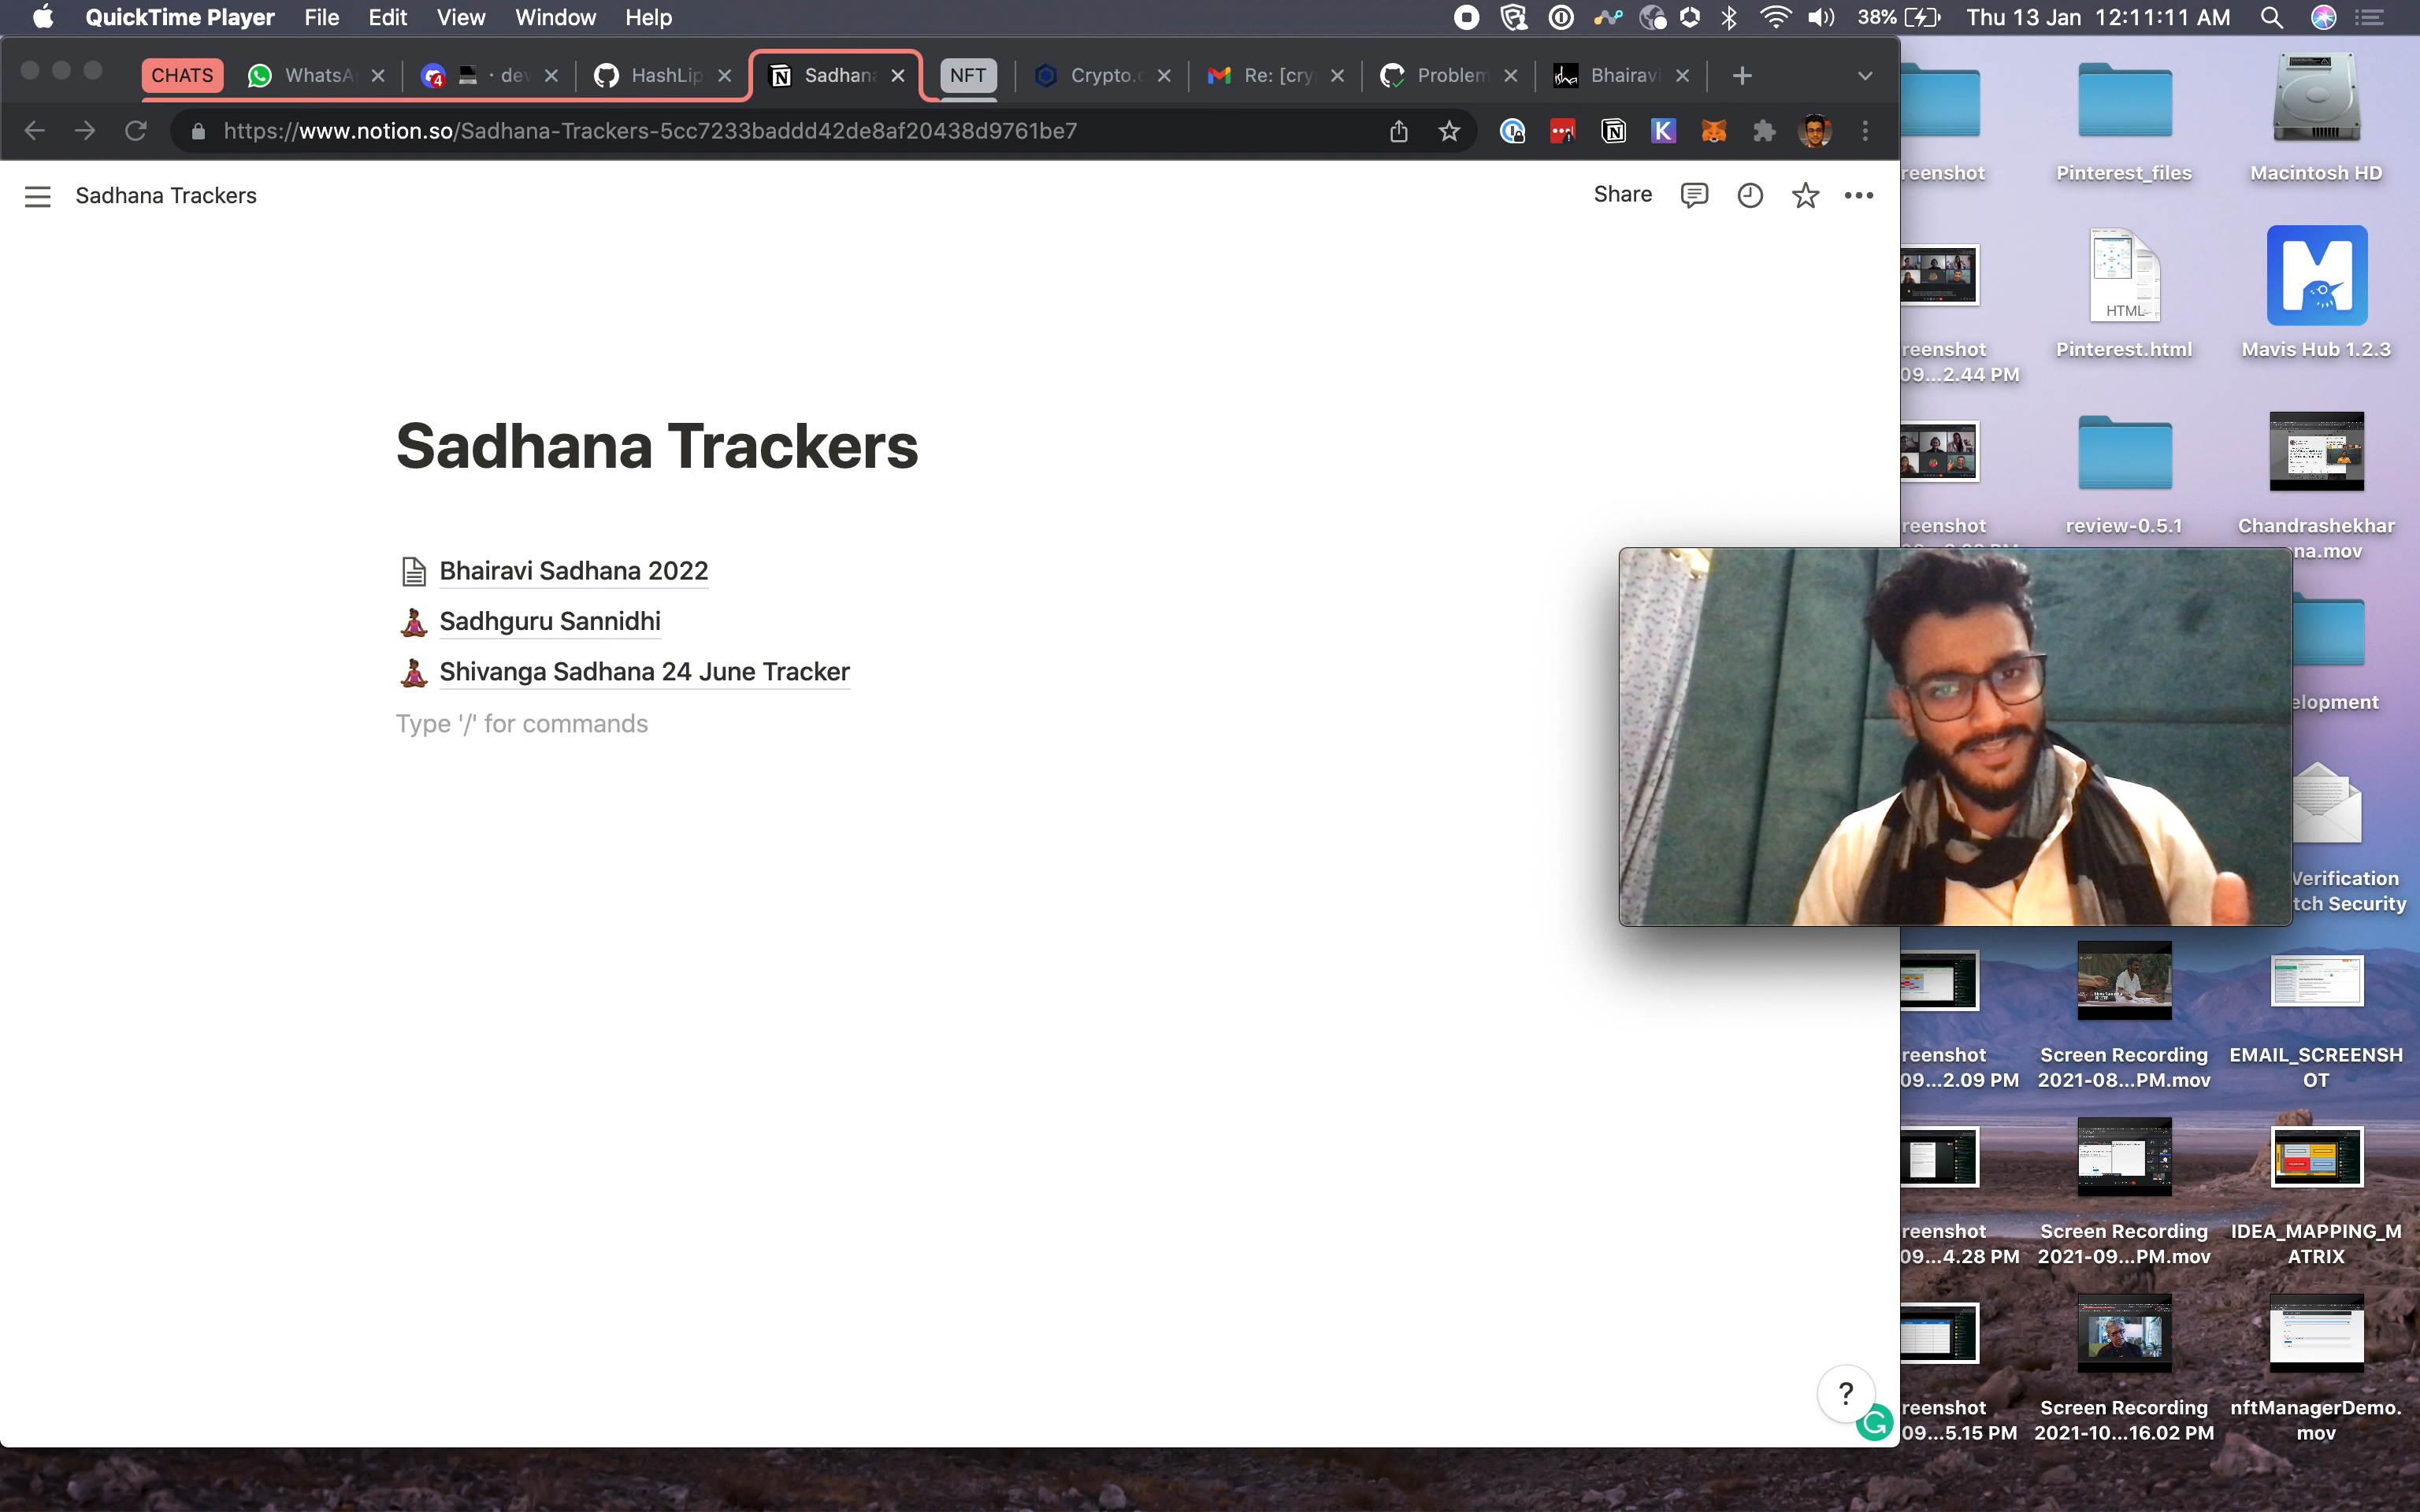 QuickTime Player File Edit View Window Help
38%
Thu 13 Jan 12:11:11 AM
CHATS
WhatsA
4
· dev
HashLip
Sadhana
NFT
Crypto.c
Re: [cry
Problem
Bhairavi
https://www.notion.so/Sadhana-Trackers-5cc7233baddd42de8af20438d9761be7
Sadhana Trackers
Share
Sadhana Trackers
Bhairavi Sadhana 2022
Sadhguru Sannidhi
Shivanga Sadhana 24 June Tracker
Type '/' for commands
?
reenshot
Pinterest_files
Macintosh HD
HTML
reenshot
09...2.44 PM
Pinterest.html
Mavis Hub 1.2.3
reenshot
review-0.5.1
Chandrashekhar
na.mov
elopment
Verification
tch Security
reenshot
09...2.09 PM
Screen Recording
2021-08...PM.mov
EMAIL_SCREENSH
OT
reenshot
09...4.28 PM
Screen Recording
2021-09...PM.mov
IDEA_MAPPING_M
ATRIX
reenshot
09...5.15 PM
Screen Recording
2021-10...16.02 PM
nftManagerDemo.
mov